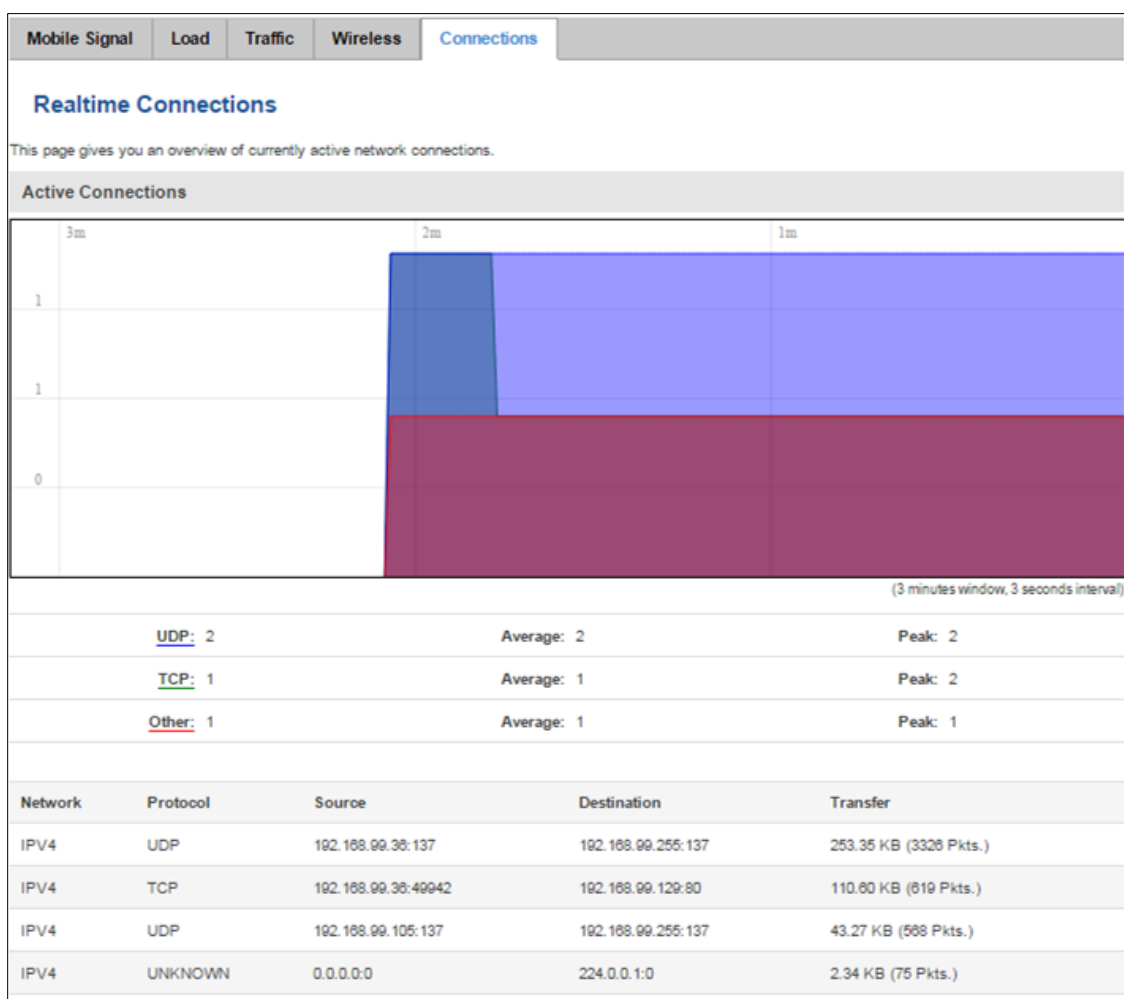 Mobile Signal Load Traffic Wireless Connections
Realtime Connections
This page gives you an overview of currently active network connections.
Active Connections
3m 2m 1m
1
1
0
(3 minutes window, 3 seconds interval)
UDP: 2 Average: 2 Peak: 2
TCP: 1 Average: 1 Peak: 2
Other: 1 Average: 1 Peak: 1
Network Protocol Source Destination Transfer
IPV4 UDP 192.168.99.36:137 192.168.99.255:137 253.35 KB (3326 Pkts.)
IPV4 TCP 192.168.99.36:49942 192.168.99.129:80 110.60 KB (619 Pkts.)
IPV4 UDP 192.168.99.105:137 192.168.99.255:137 43.27 KB (568 Pkts.)
IPV4 UNKNOWN 0.0.0.0:0 224.0.0.1:0 2.34 KB (75 Pkts.)